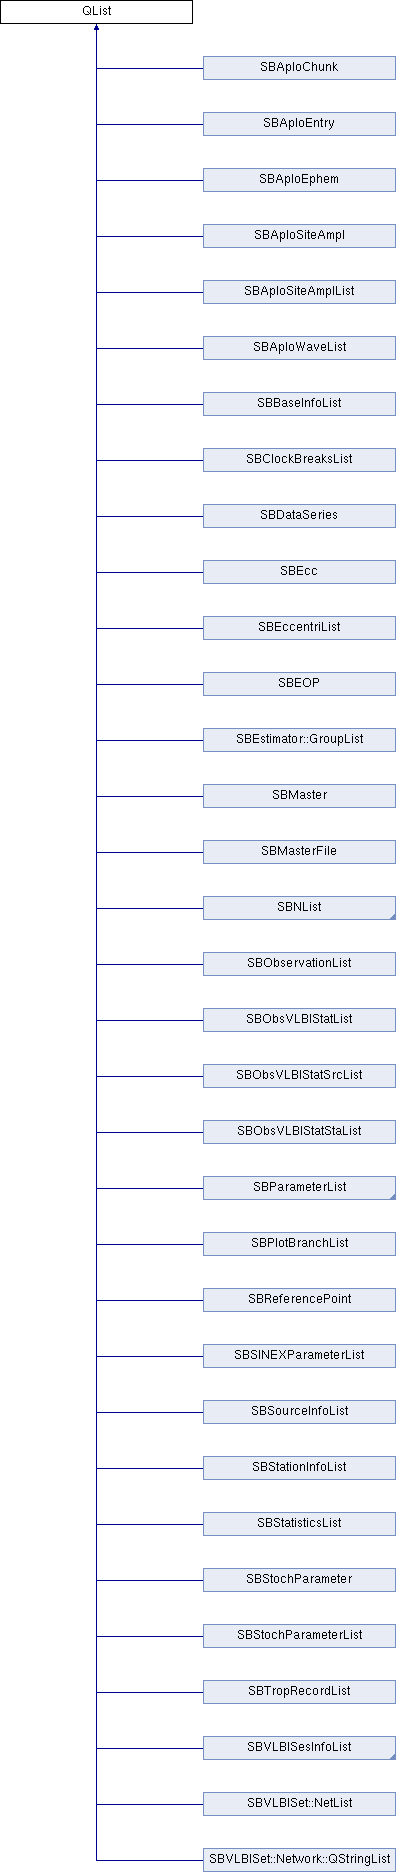 QList
SBAploChunk
SBAploEntry
SBAploEphem
SBAploSiteAmpl
SBAploSiteAmplList
SBAploWaveList
SBBaseInfoList
SBClockBreaksList
SBDataSeries
SBEcc
SBEccentriList
SBEOP
SBEstimator::GroupList
SBMaster
SBMasterFile
SBNList
SBObservationList
SBObsVLBIStatList
SBObsVLBIStatSrcList
SBObsVLBIStatStaList
SBParameterList
SBPlotBranchList
SBReferencePoint
SBSINEXParameterList
SBSourceInfoList
SBStationInfoList
SBStatisticsList
SBStochParameter
SBStochParameterList
SBTropRecordList
SBVLBISesInfoList
SBVLBISet::NetList
SBVLBISet::Network::QStringList